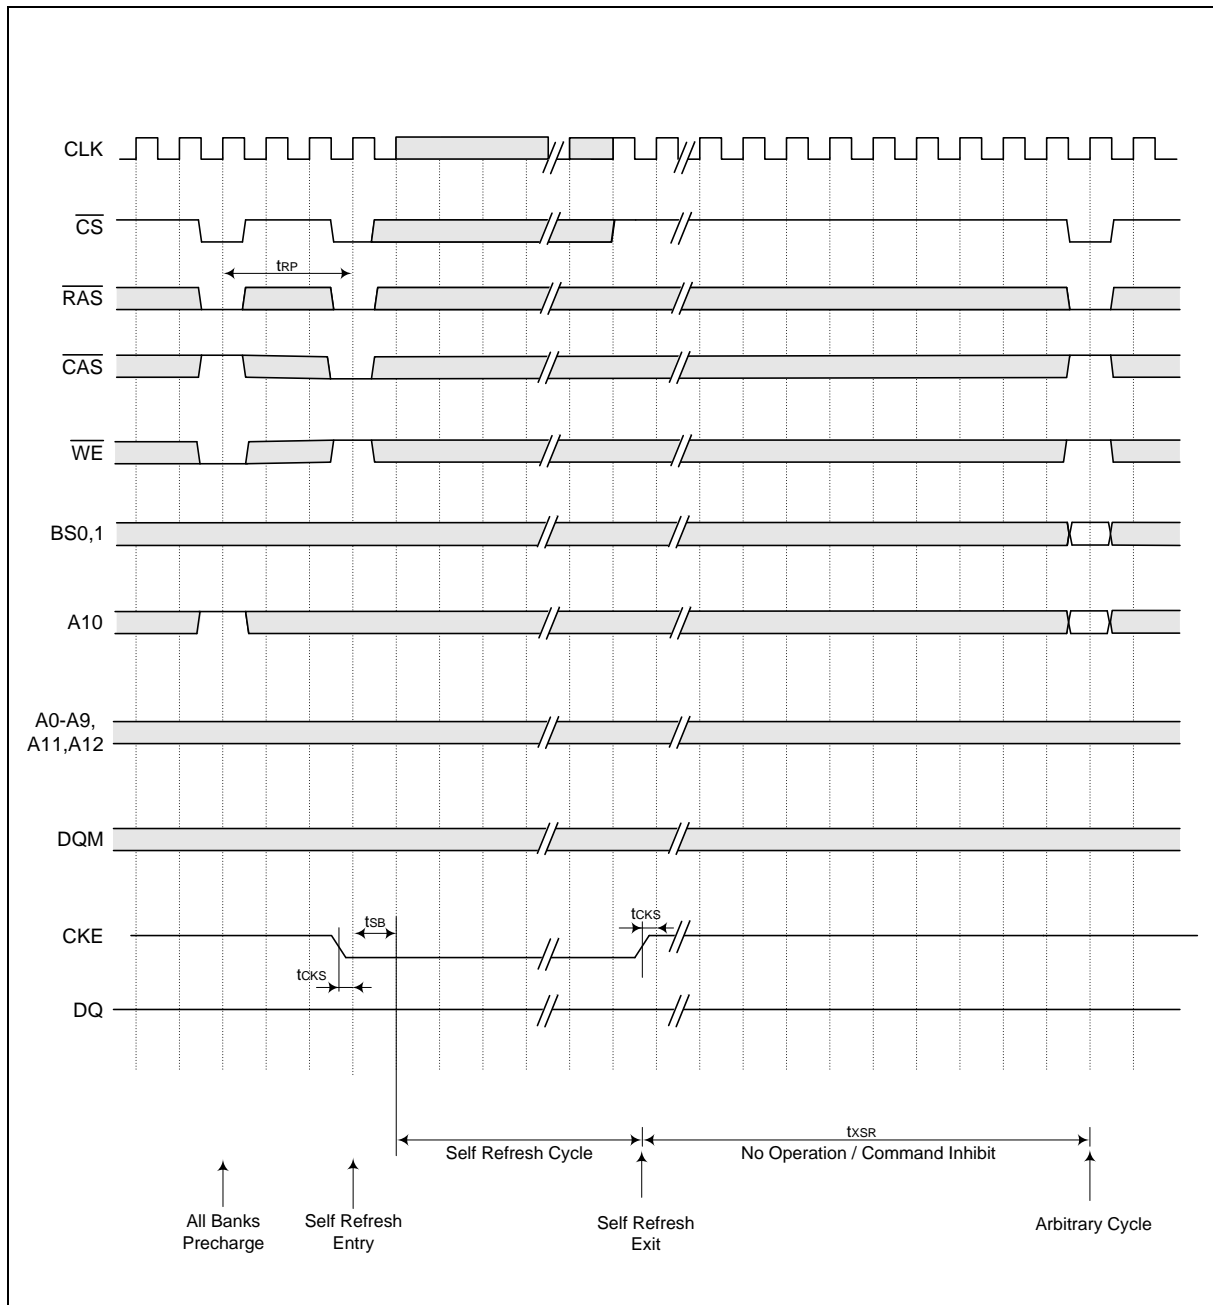 CLK
CS
tRP
RAS
CAS
WE
BS0,1
A10
A0-A9,
A11,A12
DQM
tSB
tCKS
CKE
tCKS
DQ
tXSR
Self Refresh Cycle
No Operation / Command Inhibit
All Banks
Precharge
Self Refresh
Entry
Self Refresh
Exit
Arbitrary Cycle